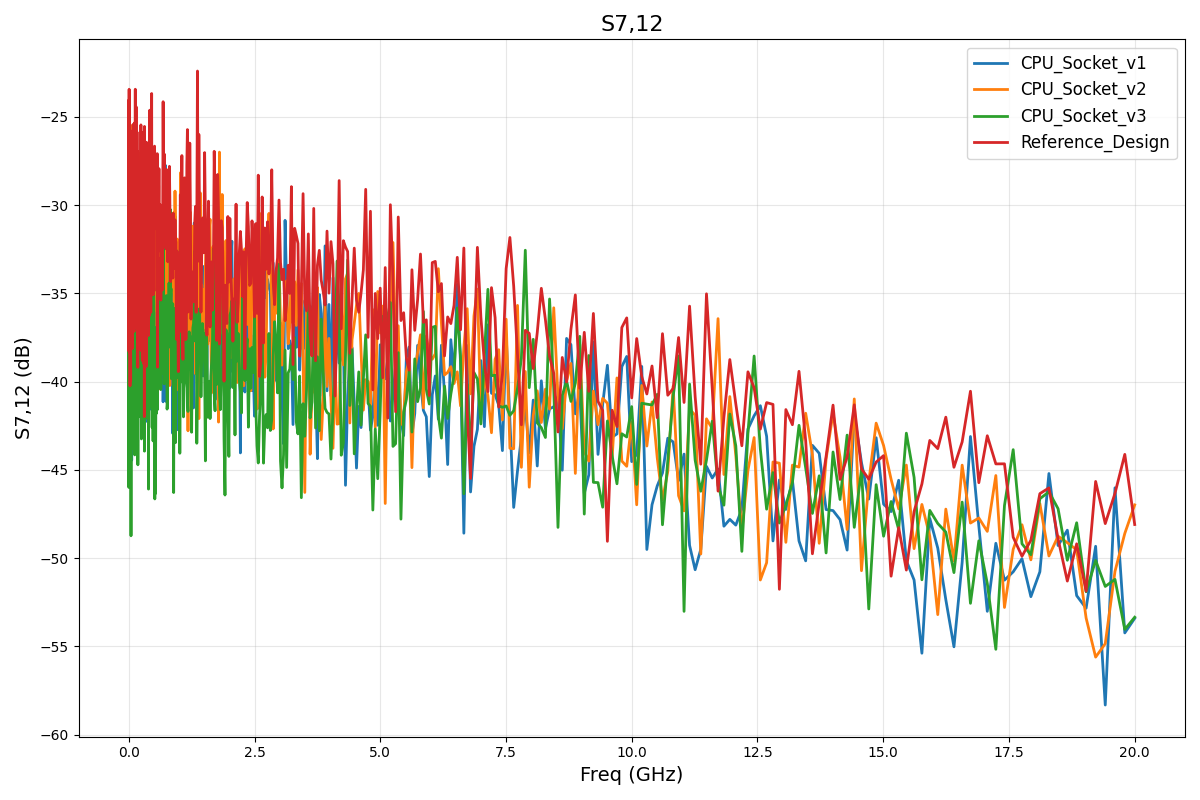 S7,12
CPU_Socket_v1
CPU_Socket_v2
CPU_Socket_v3
Reference_Design
S7,12 (dB)
−25
−30
−35
−40
−45
−50
−55
−60
0.0 2.5 5.0 7.5 10.0 12.5 15.0 17.5 20.0
Freq (GHz)